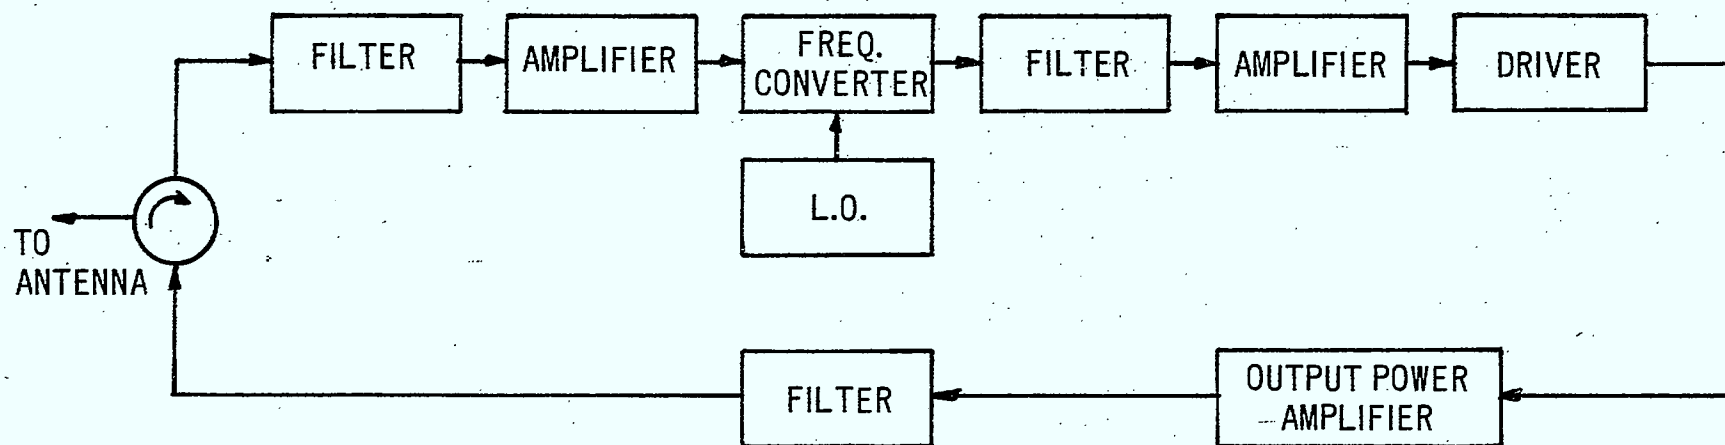 FILTER
AMPLIFIER
FREQ.
CONVERTER
FILTER
AMPLIFIER
DRIVER
L.O.
TO
ANTENNA
FILTER
OUTPUT POWER
AMPLIFIER